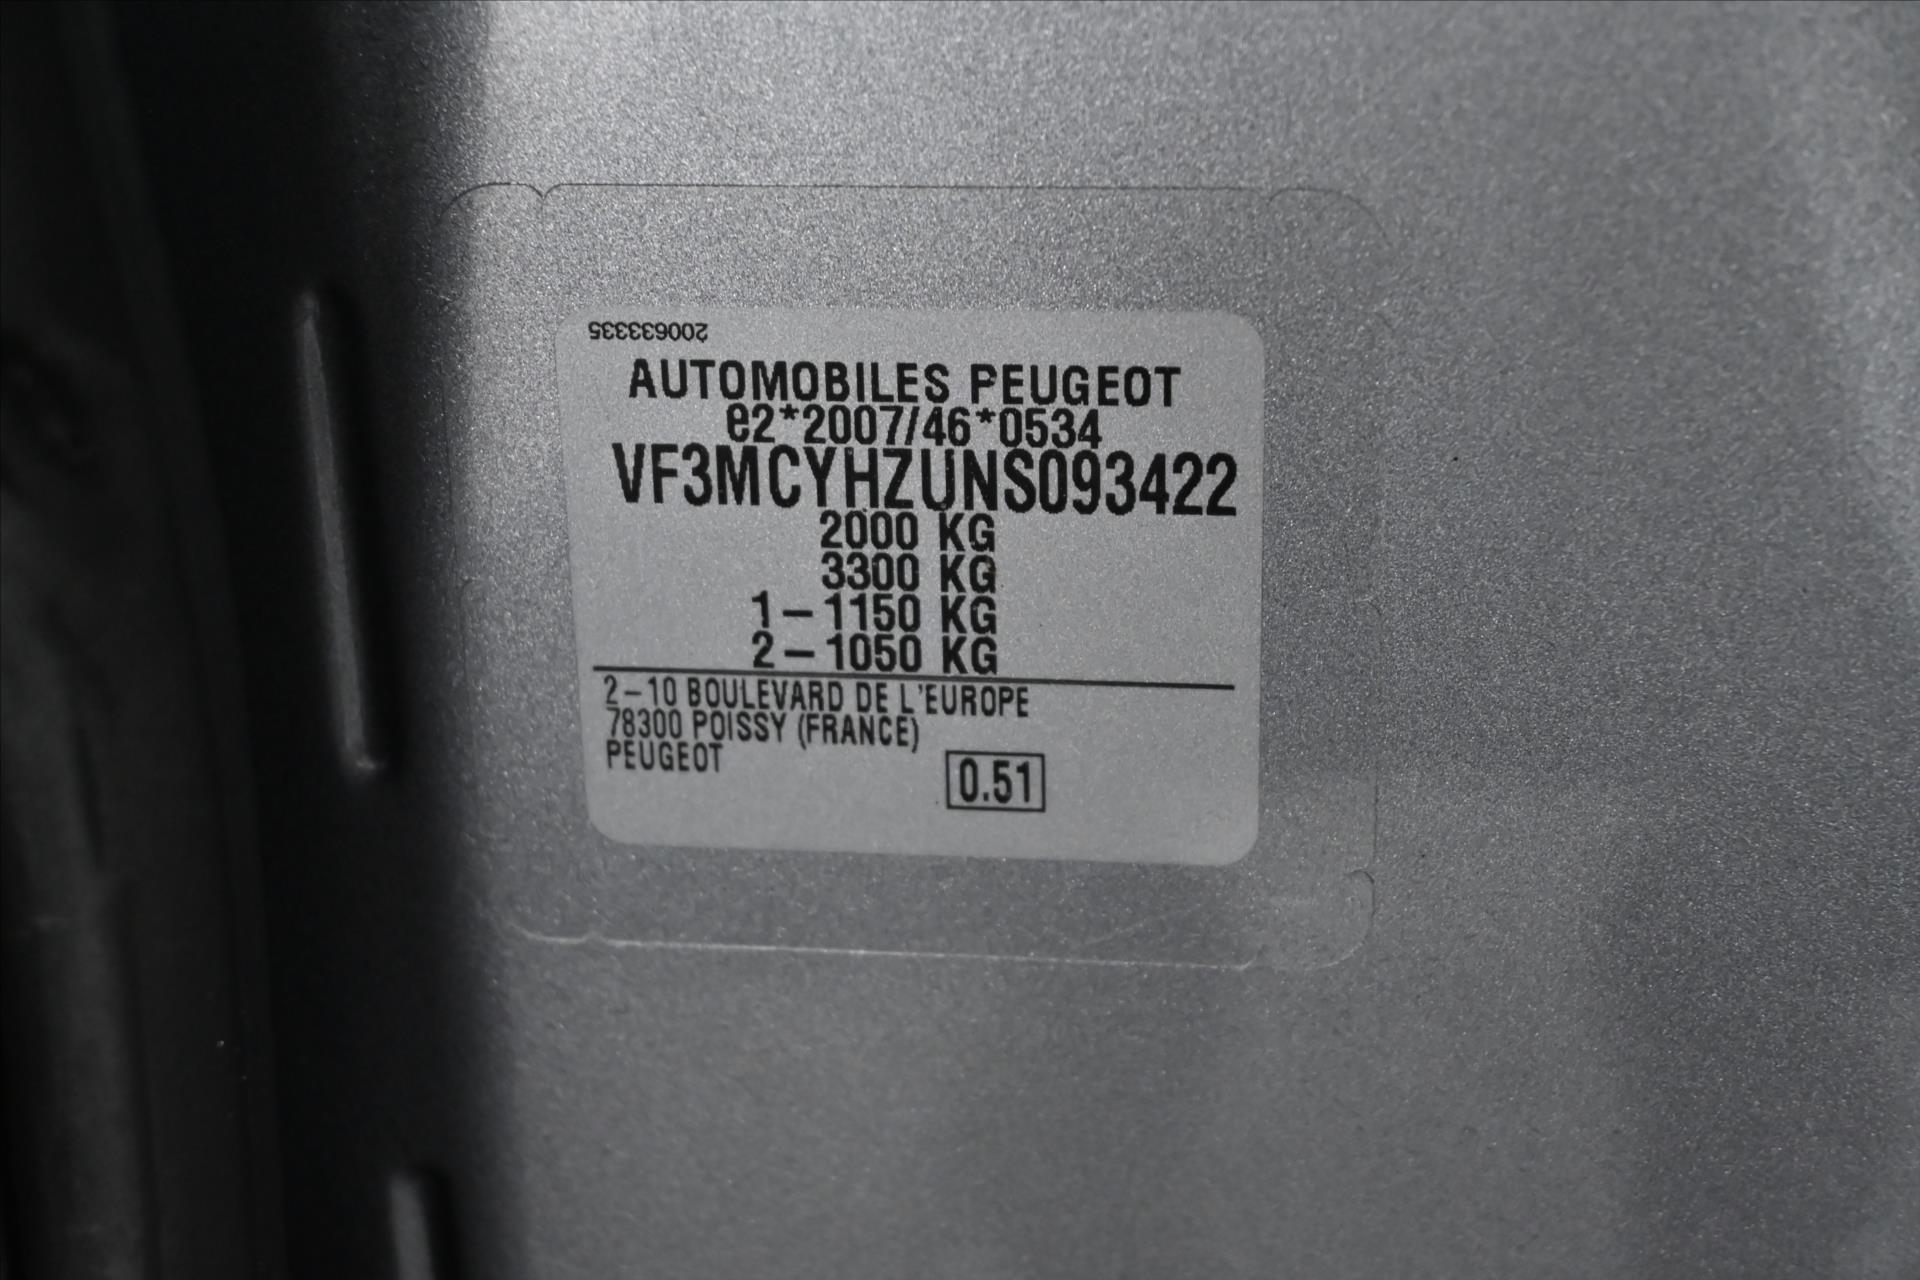 200633335
AUTOMOBILES PEUGEOT
e2*2007/46*0534
VF3MCYHZUNS093422
2000 KG
3300 KG
1-1150 KG
2-1050 KG
2-10 BOULEVARD DE L'EUROPE
78300 POISSY (FRANCE)
PEUGEOT
0.51